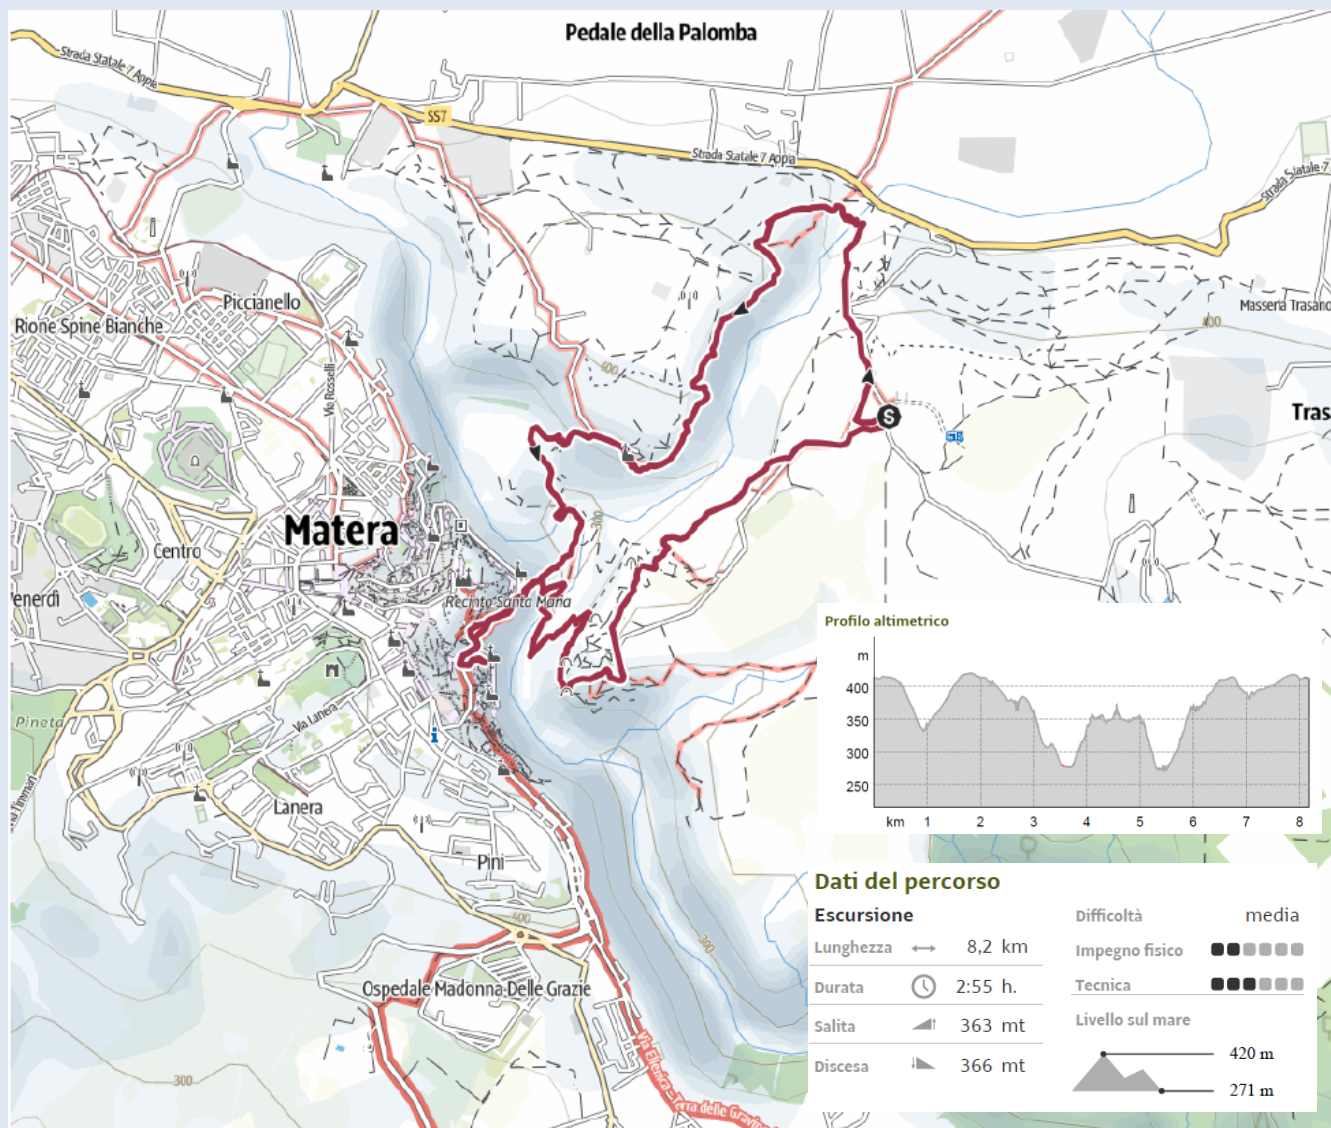 Pedale della Palomba
Strada Statale 7 Appia
SS7
Strada Statale 7 Appia
Strada Statale 7
Piccianello
Masseria Trasano
Rione Spine Bianche
400
Via Rosselli
400
Tras
S
Matera
300
Centro
enerdì
Recinto Santa Maria
Pineta
Via Lanera
i
Lanera
Pini
400
300
Ospedale Madonna Delle Grazie
300
Via Ellenica - Terra delle Gravine
Profilo altimetrico
m
400
350
300
250
km 1 2 3 4 5 6 7 8
Dati del percorso
Escursione
Lunghezza 8,2 km
Durata 2:55 h.
Salita 363 mt
Discesa 366 mt
Difficoltà media
Impegno fisico
Tecnica
Livello sul mare
420 m
271 m